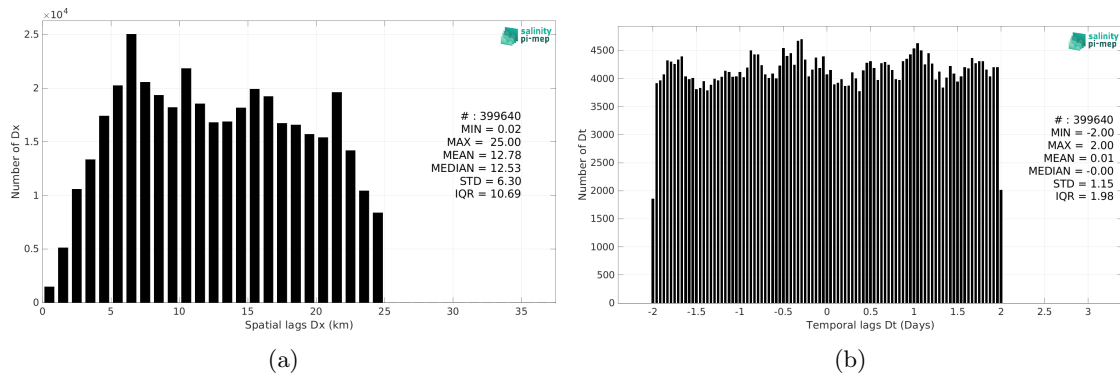 ×10⁴
2.5
2
1.5
1
0.5
0
Number of Dx
0 5 10 15 20 25 30 35
Spatial lags Dx (km)
salinity
pi-mep
# : 399640
MIN = 0.02
MAX = 25.00
MEAN = 12.78
MEDIAN = 12.53
STD = 6.30
IQR = 10.69
(a)
4500
4000
3500
3000
2500
2000
1500
1000
500
0
Number of Dt
-2 -1.5 -1 -0.5 0 0.5 1 1.5 2 2.5 3
Temporal lags Dt (Days)
salinity
pi-mep
# : 399640
MIN = -2.00
MAX = 2.00
MEAN = 0.01
MEDIAN = -0.00
STD = 1.15
IQR = 1.98
(b)